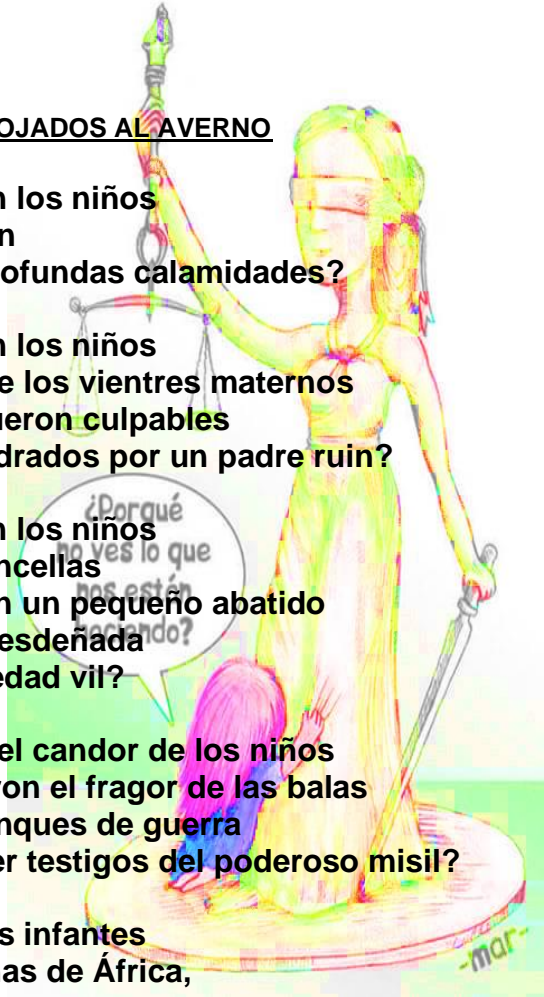 OJADOS AL AVERNO
n los niños
n
ofundas calamidades?
n los niños
e los vientres maternos
ueron culpables
drados por un padre ruin?
n los niños
ncellas
n un pequeño abatido
esdeñada
edad vil?
el candor de los niños
von el fragor de las balas
nques de guerra
er testigos del poderoso misil?
s infantes
nas de África,
¿Porqué
no ves lo que
nos están
haciendo?
-mar-